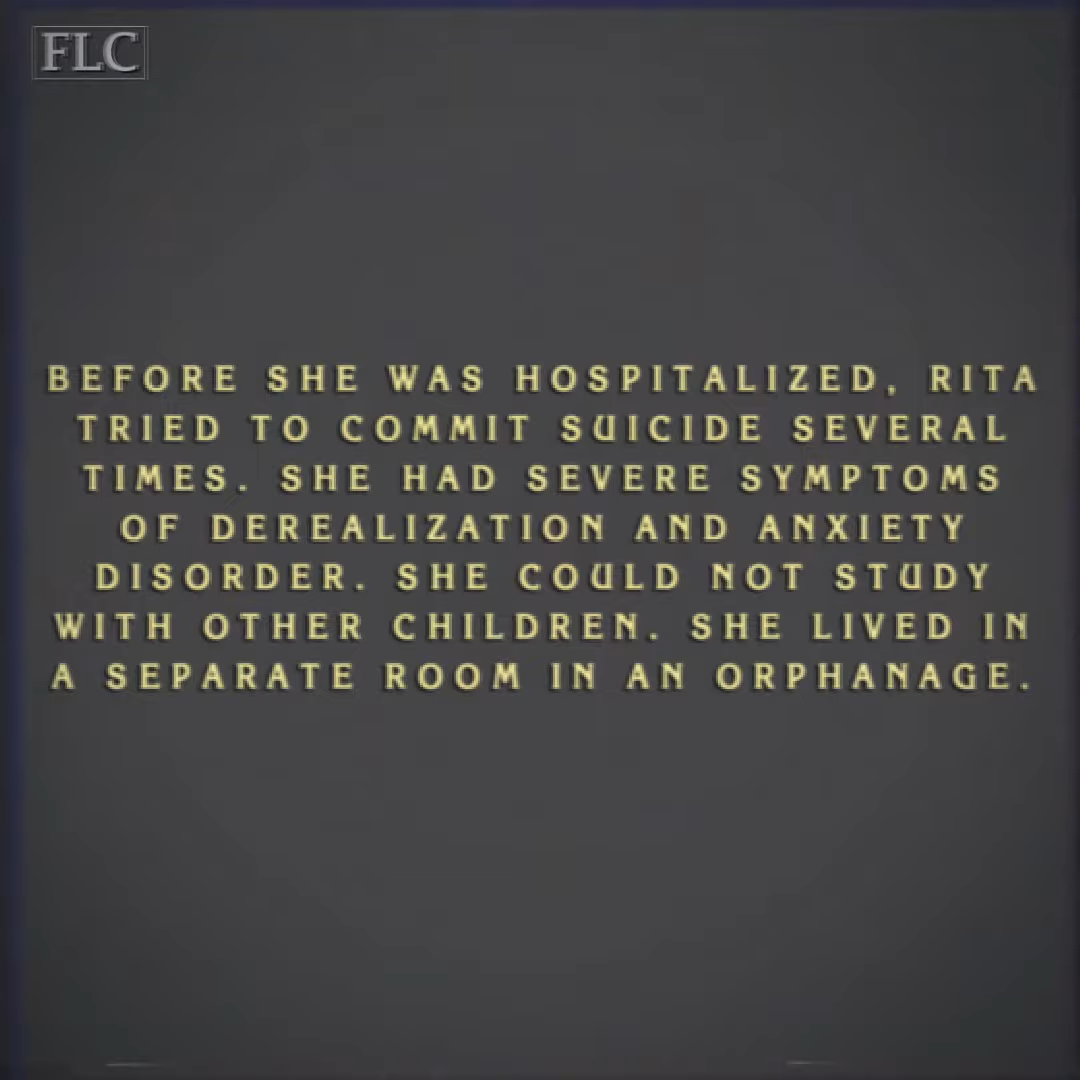 FLC
BEFORE SHE WAS HOSPITALIZED, RITA
TRIED TO COMMIT SUICIDE SEVERAL
TIMES. SHE HAD SEVERE SYMPTOMS
OF DEREALIZATION AND ANXIETY
DISORDER. SHE COULD NOT STUDY
WITH OTHER CHILDREN. SHE LIVED IN
A SEPARATE ROOM IN AN ORPHANAGE.